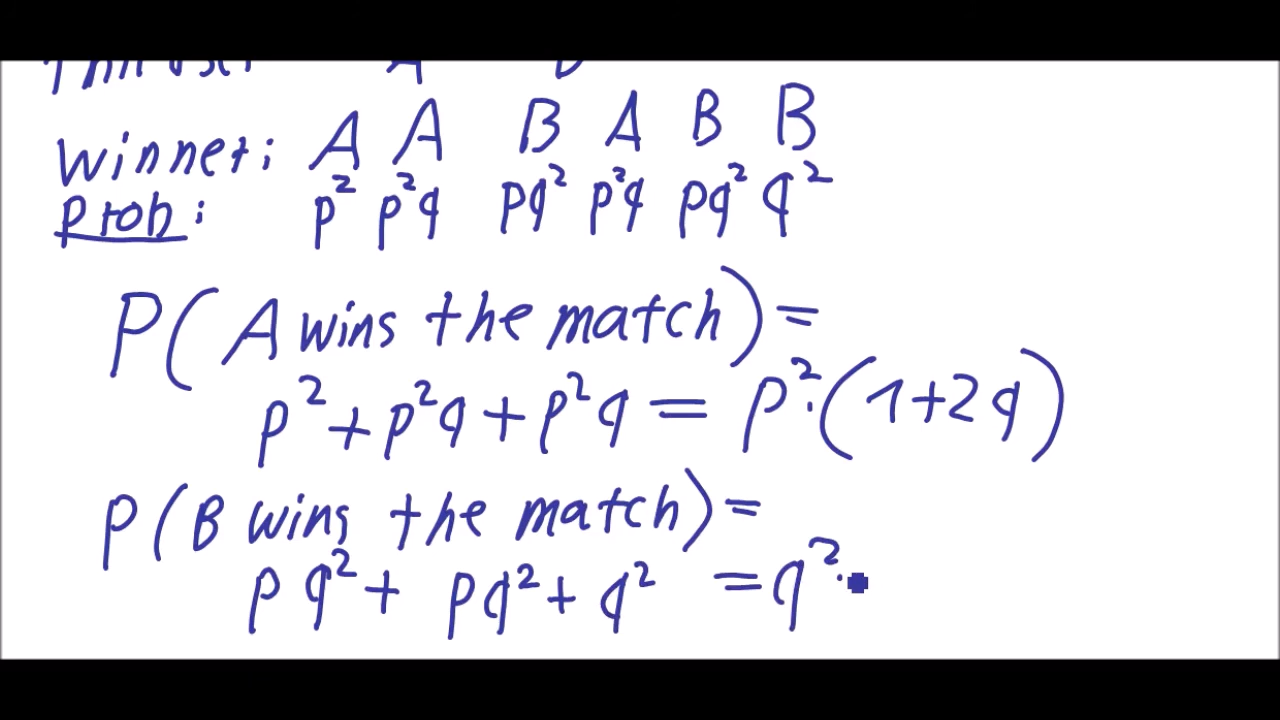 Winner: A A B A B B
Prob: p² p²q pq² p²q pq² q²
P(A wins the match) =
p² + p²q + p²q = p²·(1+2q)
P(B wins the match) =
pq² + pq² + q² = q²·